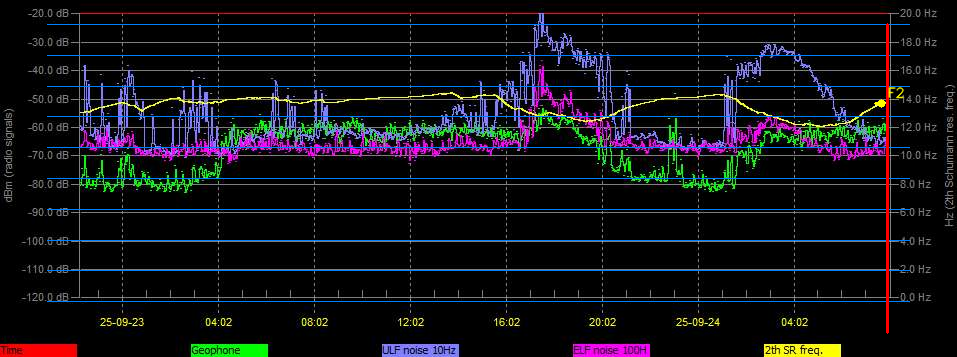 -20.0 dB 20.0 Hz
-30.0 dB 18.0 Hz
-40.0 dB 16.0 Hz
-50.0 dB 14.0 Hz
F2
-60.0 dB 12.0 Hz
-70.0 dB 10.0 Hz
-80.0 dB 8.0 Hz
-90.0 dB 6.0 Hz
-100.0 dB 4.0 Hz
-110.0 dB 2.0 Hz
-120.0 dB 0.0 Hz
dBm (radio signals)
Hz (2th Schumann res. freq.)
25-09-23 04:02 08:02 12:02 16:02 20:02 25-09-24 04:02
Time Geophone ULF noise 10Hz ELF noise 100H 2th SR freq.